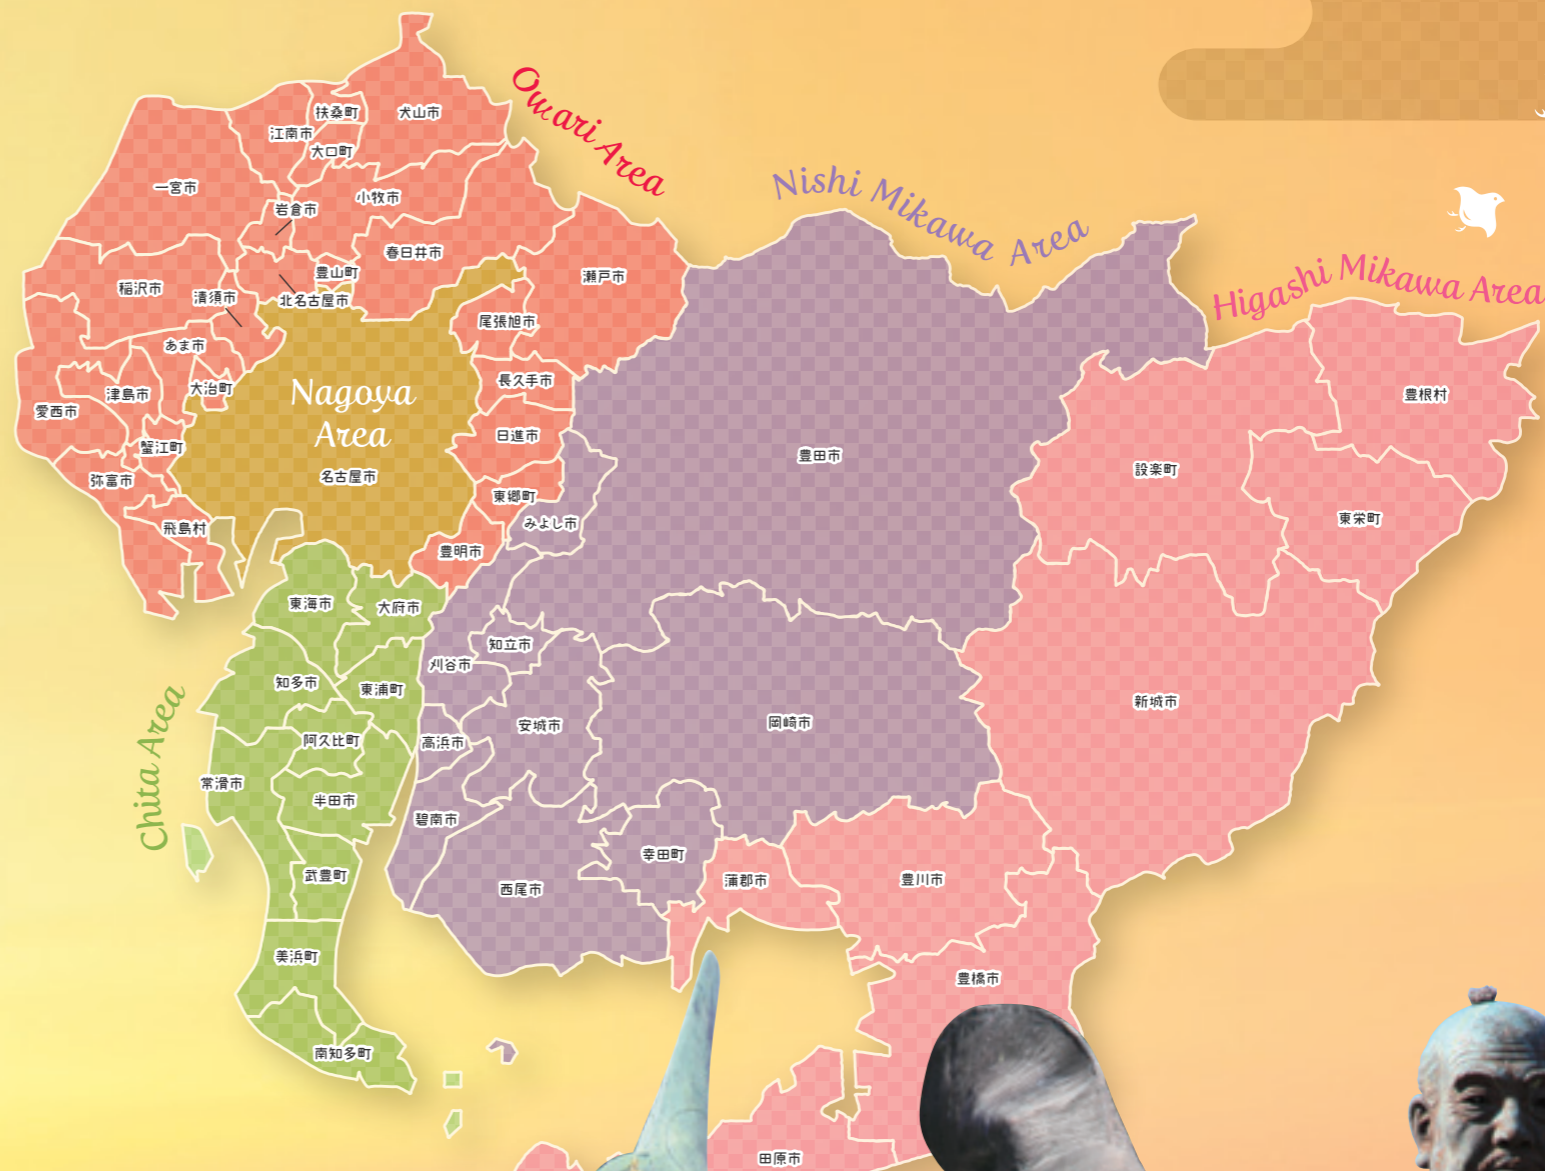 Owari Area
犬山市
扶桑町
江南市
大口町
一宮市
小牧市
岩倉市
春日井市
豊山町
瀬戸市
稲沢市
清須市
北名古屋市
尾張旭市
あま市
長久手市
大治町
津島市
愛西市
日進市
蟹江町
弥富市
東郷町
飛島村
豊明市
Nagoya
Area
名古屋市
Nishi Mikawa Area
豊田市
みよし市
知立市
刈谷市
安城市
岡崎市
高浜市
碧南市
幸田町
西尾市
Higashi Mikawa Area
豊根村
設楽町
東栄町
新城市
豊川市
蒲郡市
豊橋市
田原市
Chita Area
東海市
大府市
知多市
東浦町
阿久比町
常滑市
半田市
武豊町
美浜町
南知多町